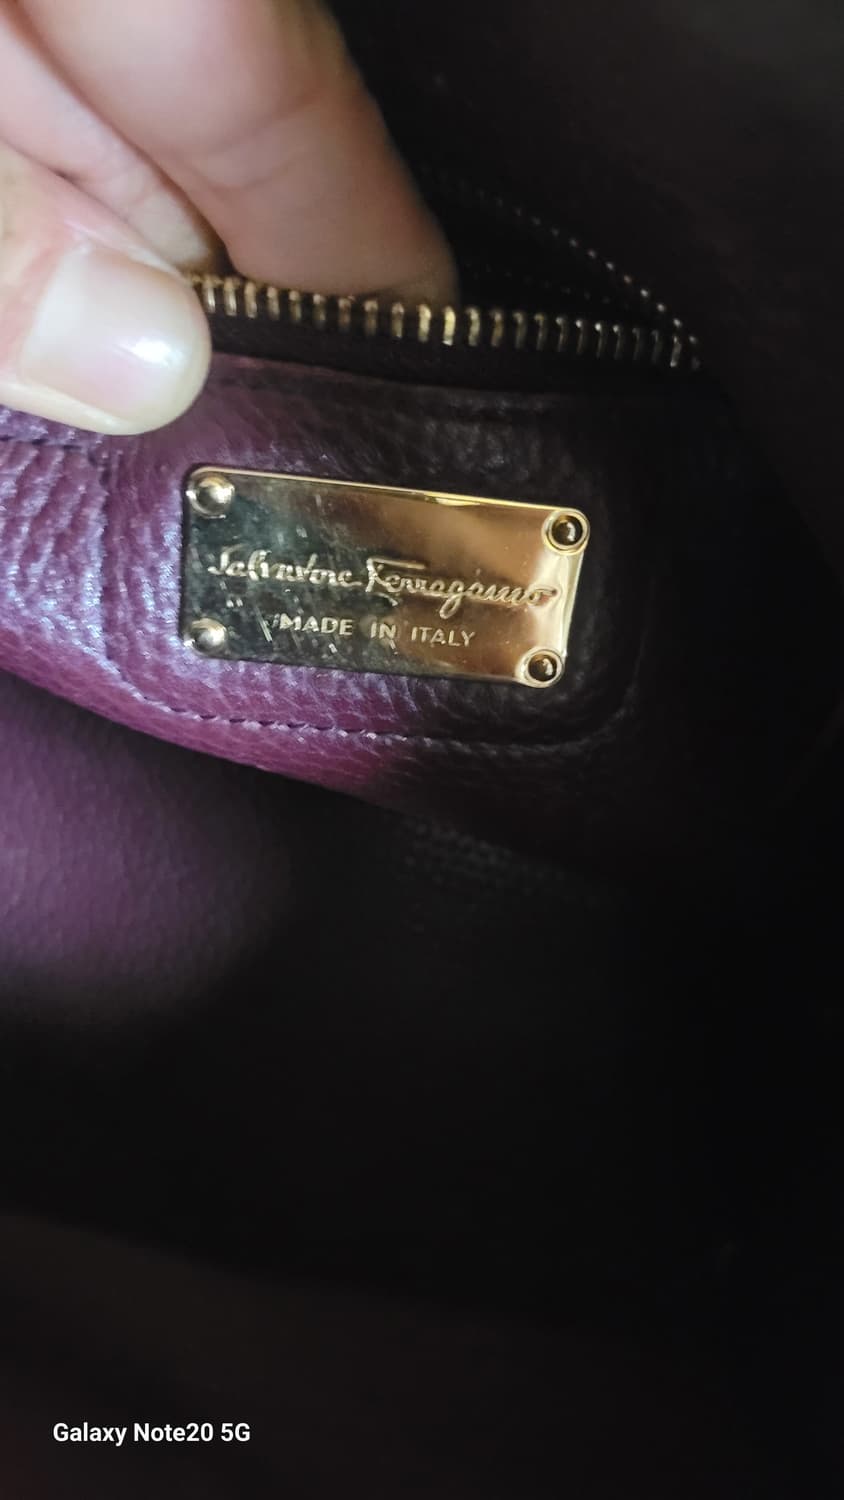 Salvatore Ferragamo
MADE IN ITALY
Galaxy Note20 5G